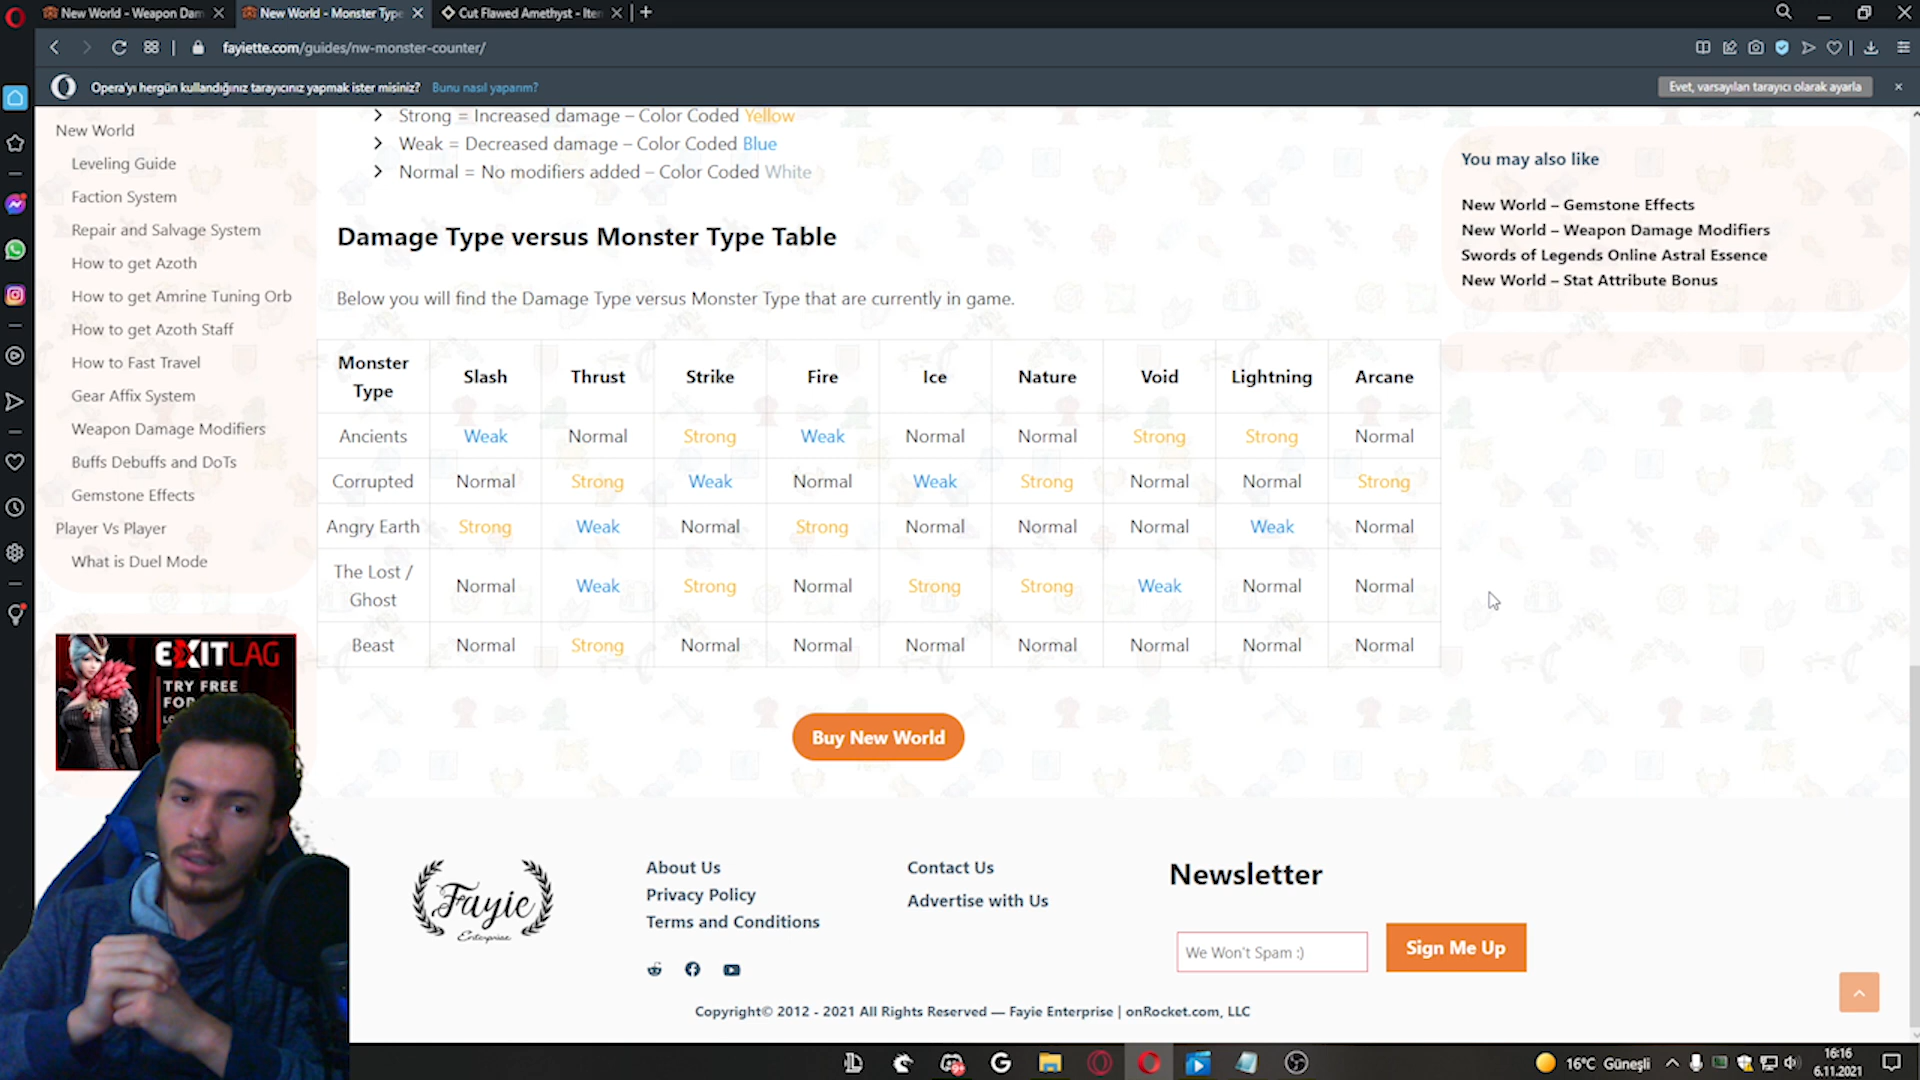 New World - Weapon Dam
New World - Monster Type
Cut Flawed Amethyst - Iter
fayiette.com/guides/nw-monster-counter/
Opera'yı hergün kullandığınız tarayıcınız yapmak ister misiniz? Bunu nasıl yaparım?
Evet, varsayılan tarayıcı olarak ayarla
New World
Leveling Guide
Faction System
Repair and Salvage System
How to get Azoth
How to get Amrine Tuning Orb
How to get Azoth Staff
How to Fast Travel
Gear Affix System
Weapon Damage Modifiers
Buffs Debuffs and DoTs
Gemstone Effects
Player Vs Player
What is Duel Mode
EXITLAG
TRY FREE
FOR
Strong = Increased damage – Color Coded Yellow
Weak = Decreased damage – Color Coded Blue
Normal = No modifiers added – Color Coded White
Damage Type versus Monster Type Table
Below you will find the Damage Type versus Monster Type that are currently in game.
Monster Type Slash Thrust Strike Fire Ice Nature Void Lightning Arcane
Ancients Weak Normal Strong Weak Normal Normal Strong Strong Normal
Corrupted Normal Strong Weak Normal Weak Strong Normal Normal Strong
Angry Earth Strong Weak Normal Strong Normal Normal Normal Weak Normal
The Lost / Ghost Normal Weak Strong Normal Strong Strong Weak Normal Normal
Beast Normal Strong Normal Normal Normal Normal Normal Normal Normal
Buy New World
You may also like
New World – Gemstone Effects
New World – Weapon Damage Modifiers
Swords of Legends Online Astral Essence
New World – Stat Attribute Bonus
Fayie
Enterprise
About Us
Privacy Policy
Terms and Conditions
Contact Us
Advertise with Us
Newsletter
We Won't Spam :)
Sign Me Up
Copyright© 2012 - 2021 All Rights Reserved — Fayie Enterprise | onRocket.com, LLC
16°C Güneşli
16:16
6.11.2021